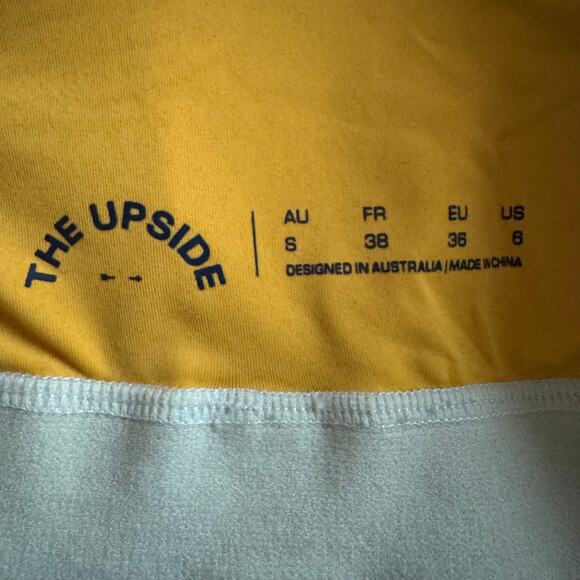 THE UPSIDE
AU FR EU US
S 38 36 6
DESIGNED IN AUSTRALIA / MADE IN CHINA